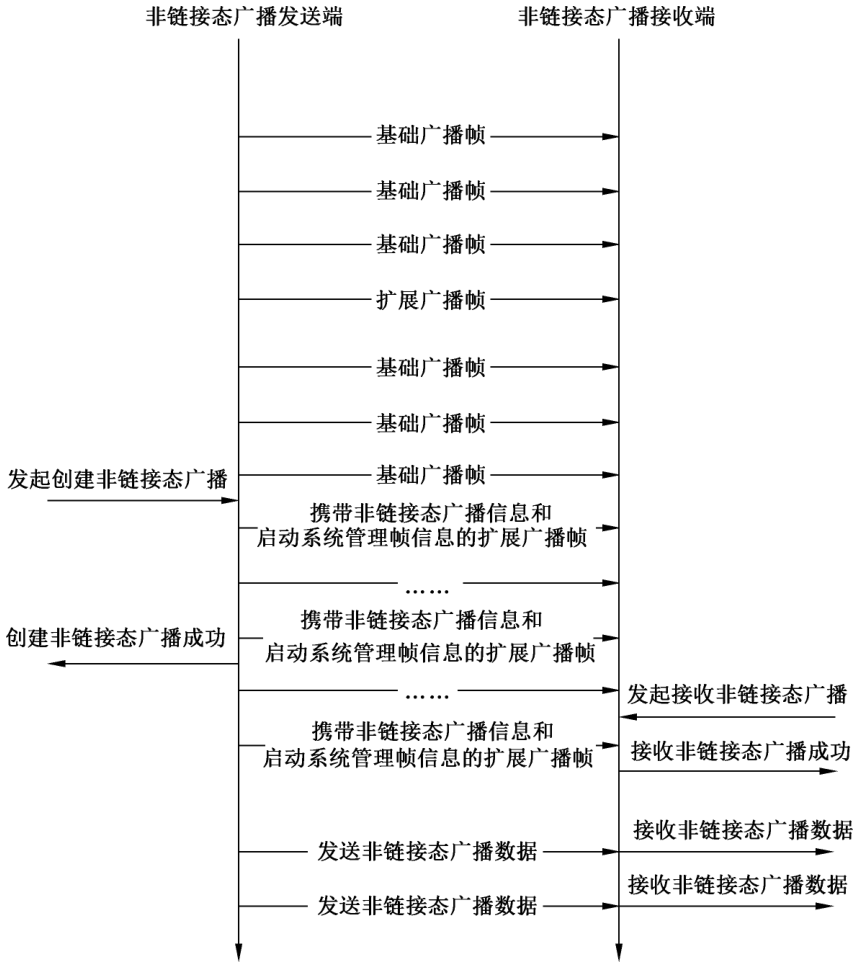 非链接态广播发送端
非链接态广播接收端
基础广播帧
基础广播帧
基础广播帧
扩展广播帧
基础广播帧
基础广播帧
基础广播帧
发起创建非链接态广播
携带非链接态广播信息和
启动系统管理帧信息的扩展广播帧
……
携带非链接态广播信息和
创建非链接态广播成功
启动系统管理帧信息的扩展广播帧
……
发起接收非链接态广播
携带非链接态广播信息和
启动系统管理帧信息的扩展广播帧
接收非链接态广播成功
发送非链接态广播数据
接收非链接态广播数据
发送非链接态广播数据
接收非链接态广播数据